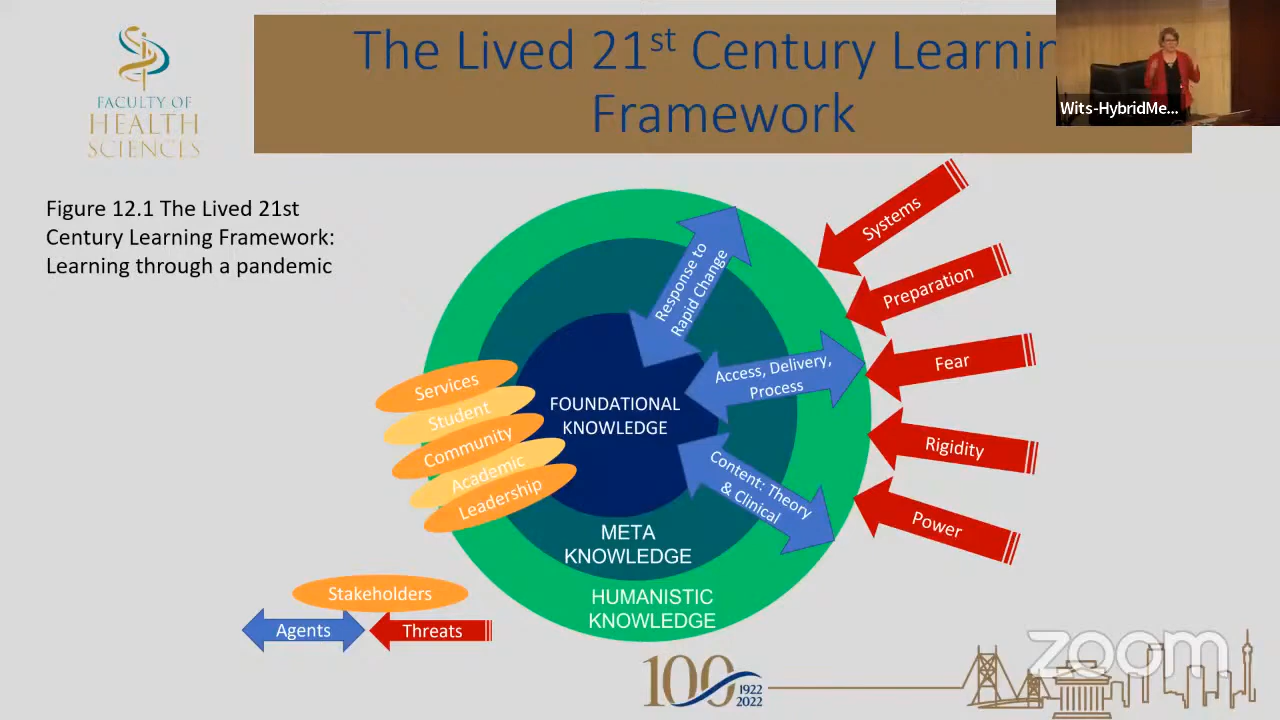 FACULTY OF
HEALTH
SCIENCES
The Lived 21st Century Learnin
Framework
Wits-HybridMe...
Figure 12.1 The Lived 21st
Century Learning Framework:
Learning through a pandemic
Systems
Preparation
Fear
Rigidity
Power
Response to
Rapid Change
Access, Delivery,
Process
Content: Theory
& Clinical
Services
Student
Community
Academic
Leadership
FOUNDATIONAL
KNOWLEDGE
META
KNOWLEDGE
HUMANISTIC
KNOWLEDGE
Stakeholders
Agents
Threats
100
1922
2022
zoom